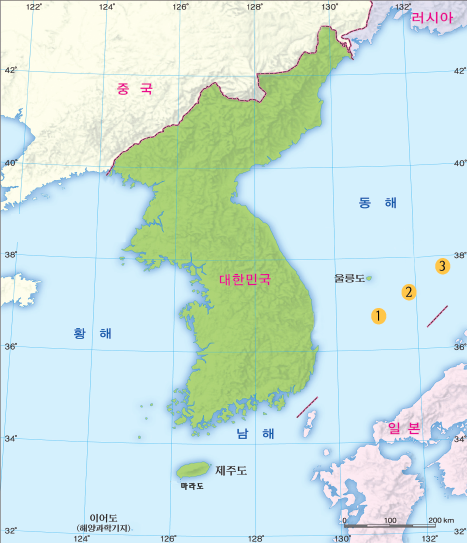 122° 124° 126° 128° 130° 132°
러시아
42° 42°
중 국
40° 40°
동 해
38° 38°
3
울릉도
대한민국
2
1
황 해
36° 36°
일 본
남 해
34° 34°
제주도
마라도
이어도
(해양과학기지)
0 100 200 km
32° 32°
124° 126° 128° 130°